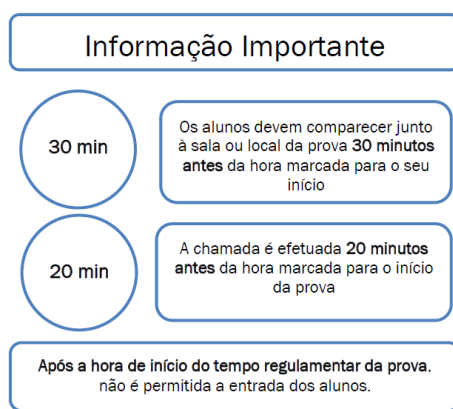 Informação Importante
30 min
Os alunos devem comparecer junto
à sala ou local da prova 30 minutos
antes da hora marcada para o seu
início
20 min
A chamada é efetuada 20 minutos
antes da hora marcada para o início
da prova
Após a hora de início do tempo regulamentar da prova,
não é permitida a entrada dos alunos.